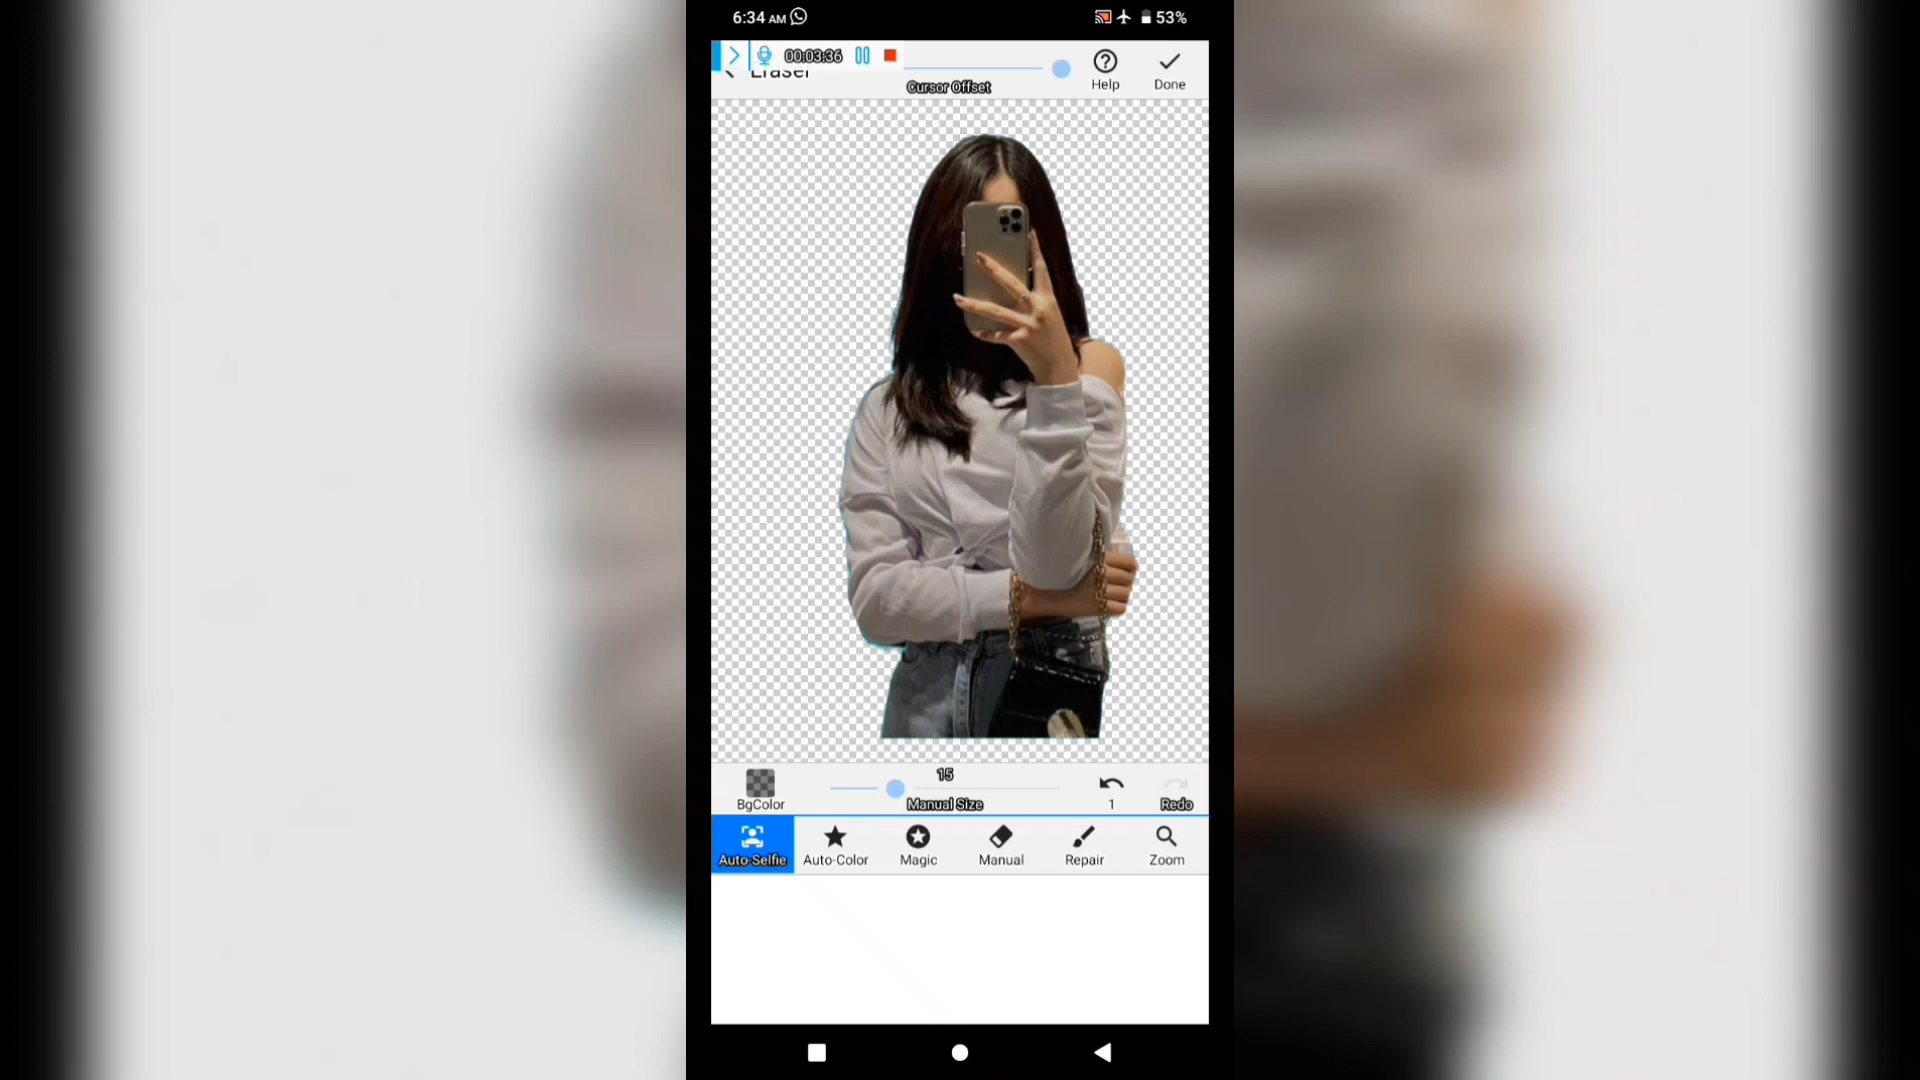 6:34 AM
53%
00:03:36
Eraser
Cursor Offset
Help
Done
BgColor
15
Manual Size
1
Redo
Auto-Selfie
Auto-Color
Magic
Manual
Repair
Zoom